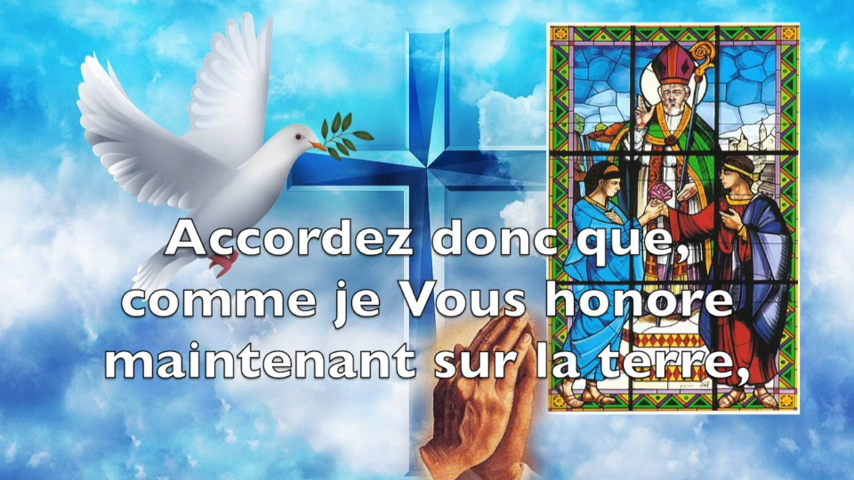 Accordez donc que,
comme je Vous honore
maintenant sur la terre,